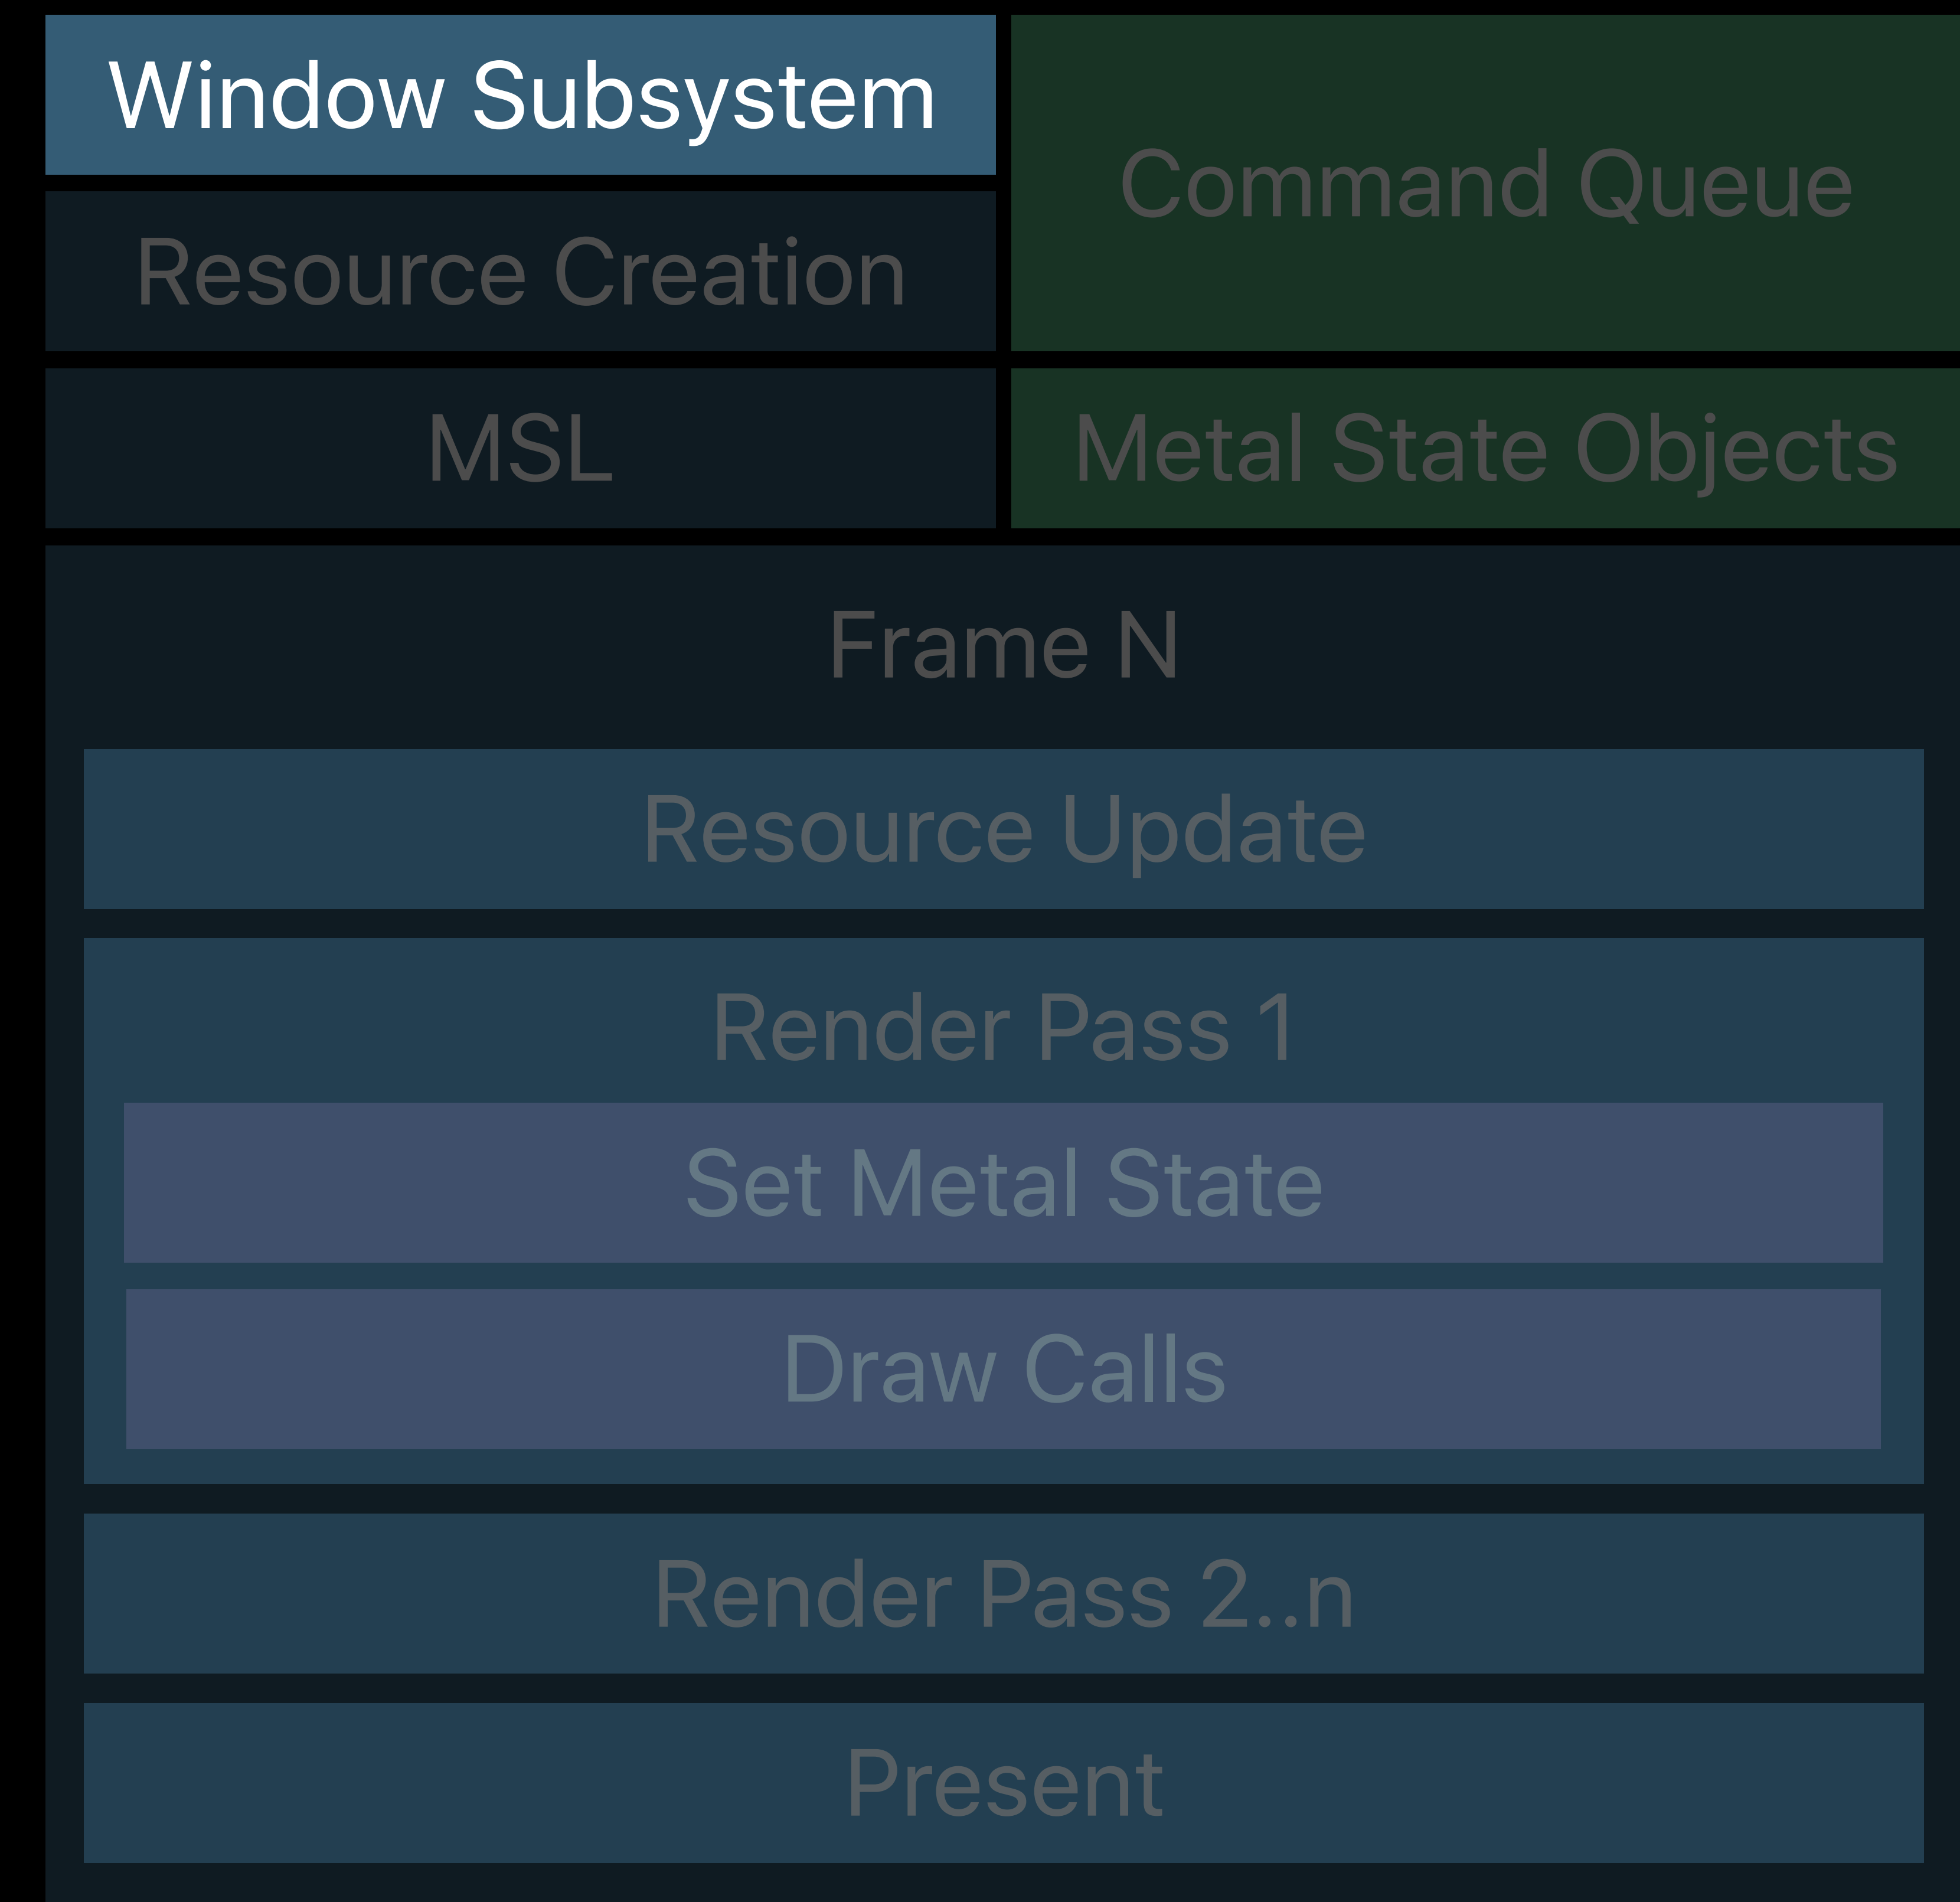 Window Subsystem
Command Queue
Resource Creation
MSL
Metal State Objects
Frame N
Resource Update
Render Pass 1
Set Metal State
Draw Calls
Render Pass 2..n
Present